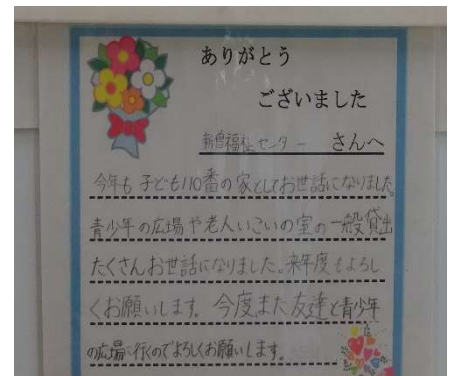 ありがとう
ございました
新曽福祉センター さんへ
今年も子ども110番の家としてお世話になりました。
青少年の広場や老人いこいの室の一般貸出
たくさんお世話になりました。来年度もよろし
くお願いします。今度また友達と青少年
の広場に行くのでよろしくお願いします。